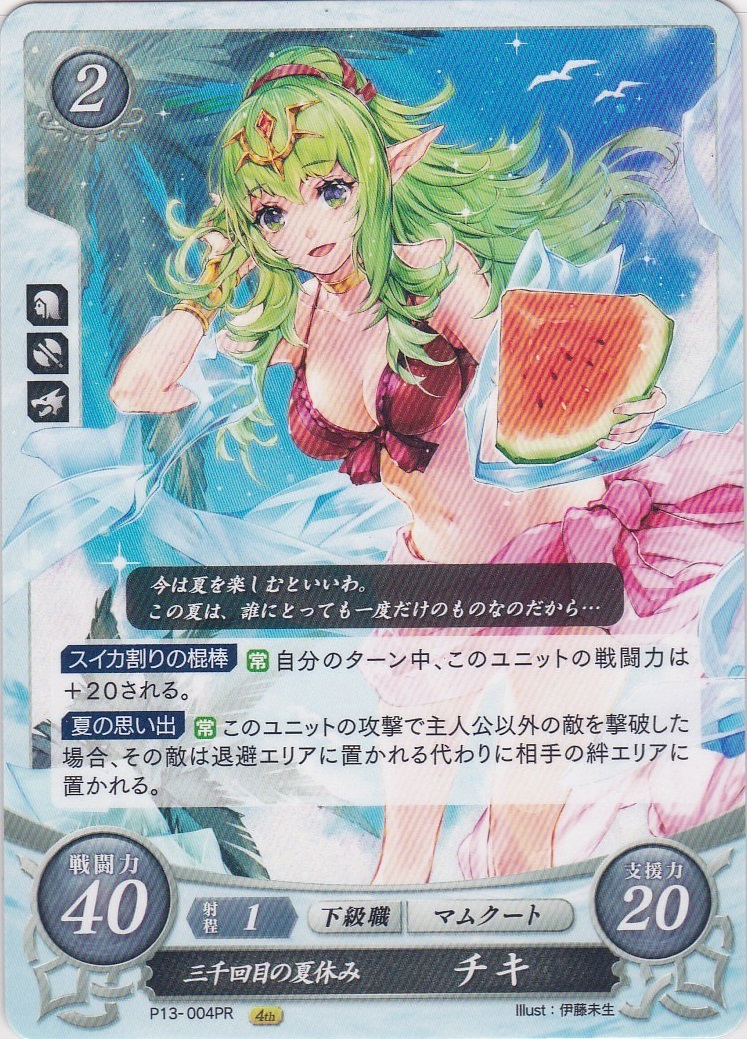 2
今は夏を楽しむといいわ。
この夏は、誰にとっても一度だけのものなのだから…
スイカ割りの棍棒 常 自分のターン中、このユニットの戦闘力は
+20される。
夏の思い出 常 このユニットの攻撃で主人公以外の敵を撃破した
場合、その敵は退避エリアに置かれる代わりに相手の絆エリアに
置かれる。
戦闘力
40
射程 1
下級職 マムクート
支援力
20
三千回目の夏休み チキ
P13-004PR 4th
Illust:伊藤未生